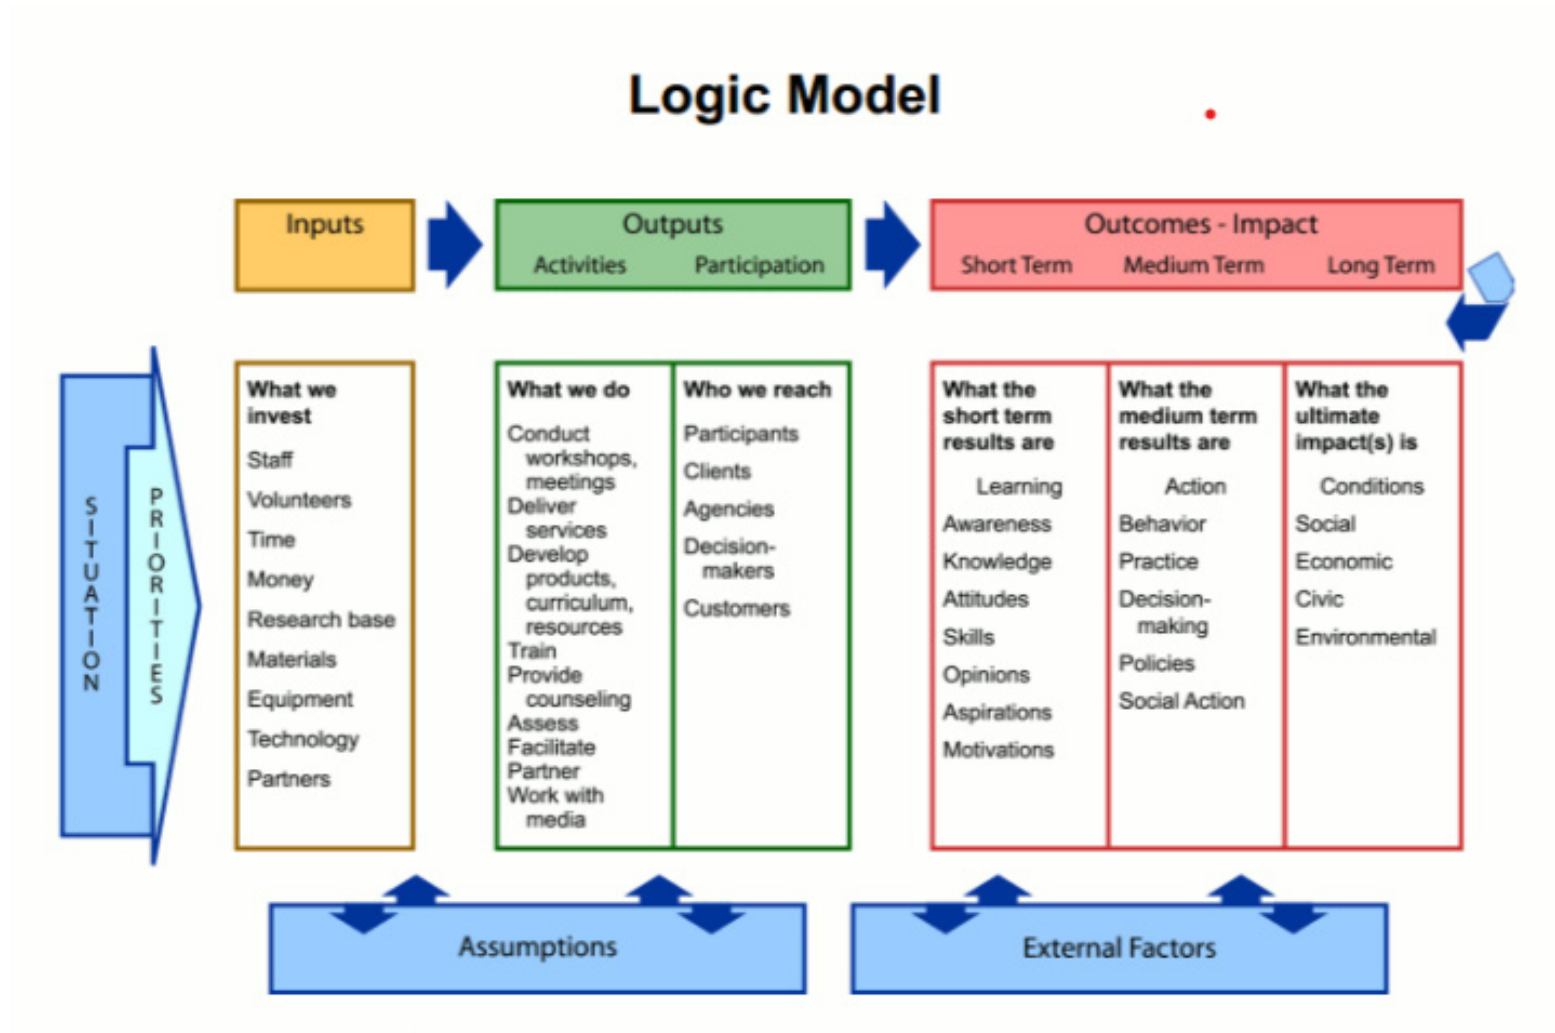 Logic Model
Inputs
Outputs
Activities Participation
Outcomes - Impact
Short Term Medium Term Long Term
SITUATION
PRIORITIES
What we
invest
Staff
Volunteers
Time
Money
Research base
Materials
Equipment
Technology
Partners
What we do
Conduct
workshops,
meetings
Deliver
services
Develop
products,
curriculum,
resources
Train
Provide
counseling
Assess
Facilitate
Partner
Work with
media
Who we reach
Participants
Clients
Agencies
Decision-
makers
Customers
What the
short term
results are
Learning
Awareness
Knowledge
Attitudes
Skills
Opinions
Aspirations
Motivations
What the
medium term
results are
Action
Behavior
Practice
Decision-
making
Policies
Social Action
What the
ultimate
impact(s) is
Conditions
Social
Economic
Civic
Environmental
Assumptions
External Factors